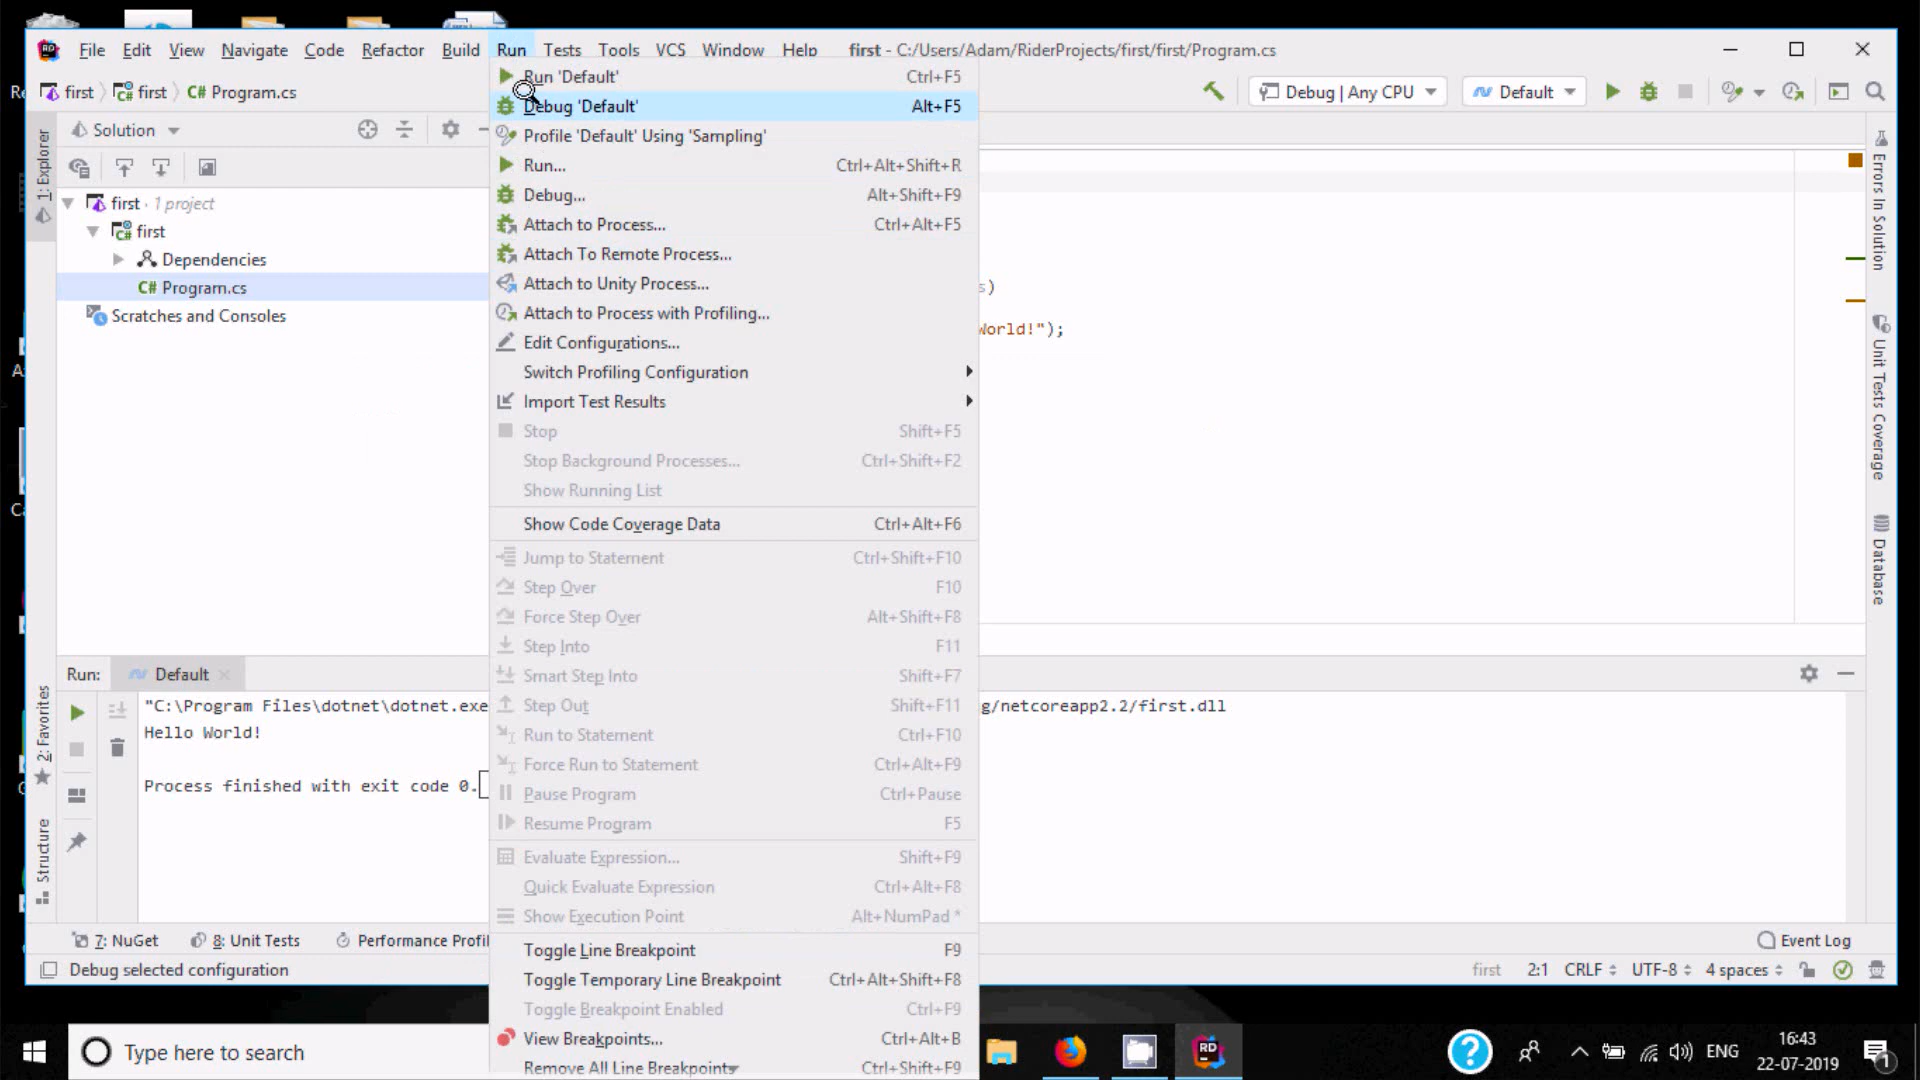 File Edit View Navigate Code Refactor Build Run Tests Tools VCS Window Help first - C:/Users/Adam/RiderProjects/first/first/Program.cs
first first C# Program.cs
Debug | Any CPU Default
Solution
1: Explorer
first · 1 project
first
Dependencies
C# Program.cs
Scratches and Consoles
Run 'Default' Ctrl+F5
Debug 'Default' Alt+F5
Profile 'Default' Using 'Sampling'
Run... Ctrl+Alt+Shift+R
Debug... Alt+Shift+F9
Attach to Process... Ctrl+Alt+F5
Attach To Remote Process...
Attach to Unity Process...
Attach to Process with Profiling...
Edit Configurations...
Switch Profiling Configuration
Import Test Results
Stop Shift+F5
Stop Background Processes... Ctrl+Shift+F2
Show Running List
Show Code Coverage Data Ctrl+Alt+F6
Jump to Statement Ctrl+Shift+F10
Step Over F10
Force Step Over Alt+Shift+F8
Step Into F11
Smart Step Into Shift+F7
Step Out Shift+F11
Run to Statement Ctrl+F10
Force Run to Statement Ctrl+Alt+F9
Pause Program Ctrl+Pause
Resume Program F5
Evaluate Expression... Shift+F9
Quick Evaluate Expression Ctrl+Alt+F8
Show Execution Point Alt+NumPad *
Toggle Line Breakpoint F9
Toggle Temporary Line Breakpoint Ctrl+Alt+Shift+F8
Toggle Breakpoint Enabled Ctrl+F9
View Breakpoints... Ctrl+Alt+B
Remove All Line Breakpoints Ctrl+Shift+F9
s)
World!");
Errors In Solution
Unit Tests Coverage
Database
Run: Default
2: Favorites
Structure
"C:\Program Files\dotnet\dotnet.exe g/netcoreapp2.2/first.dll
Hello World!
Process finished with exit code 0.
7: NuGet 8: Unit Tests Performance Profil Event Log
Debug selected configuration first 2:1 CRLF UTF-8 4 spaces
Type here to search
RD
ENG
16:43
22-07-2019
1